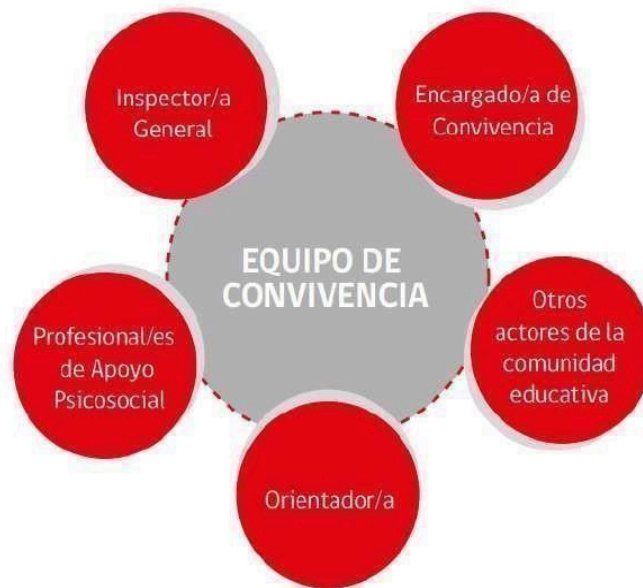 Inspector/a
General
Encargado/a de
Convivencia
EQUIPO DE
CONVIVENCIA
Profesional/es
de Apoyo
Psicosocial
Otros
actores de la
comunidad
educativa
Orientador/a